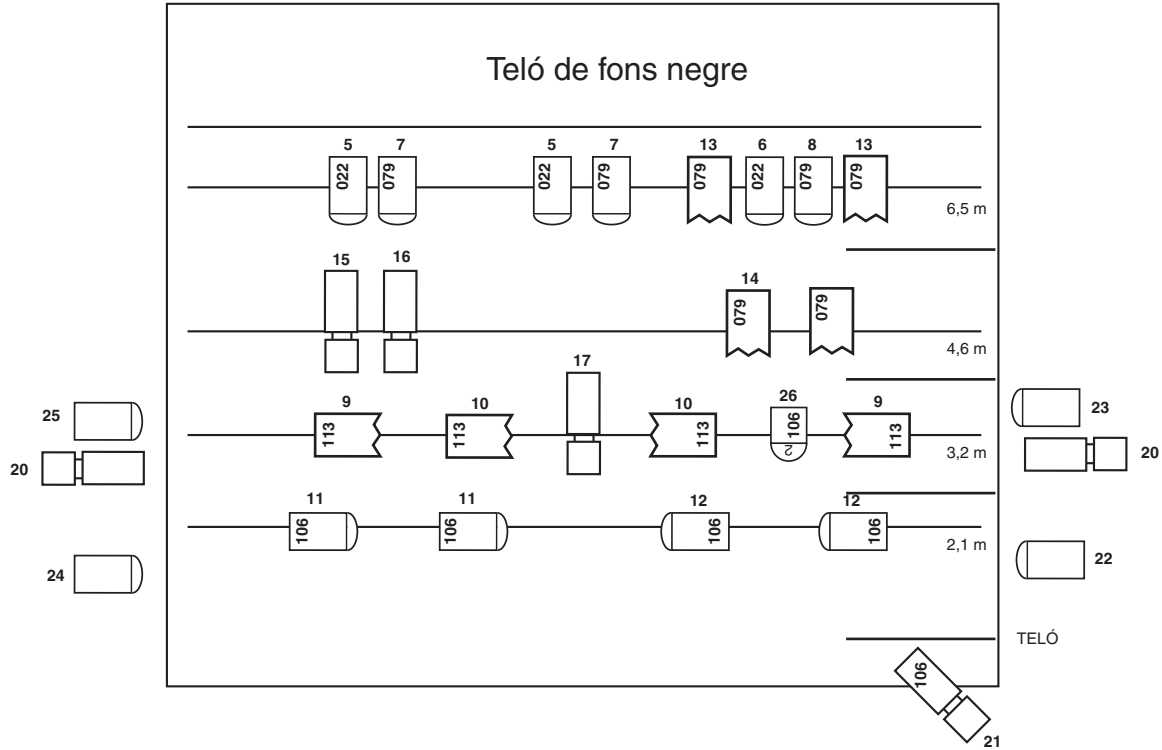 Teló de fons negre
5 7 5 7 13 6 8 13
022 079 022 079 079 022 079 079
6,5 m
15 16 14
079 079
4,6 m
17
25 9 10 10 26 9 23
113 113 113 106 113
2
20 3,2 m 20
11 11 12 12
106 106 106 106
2,1 m
24 22
TELÓ
106
21